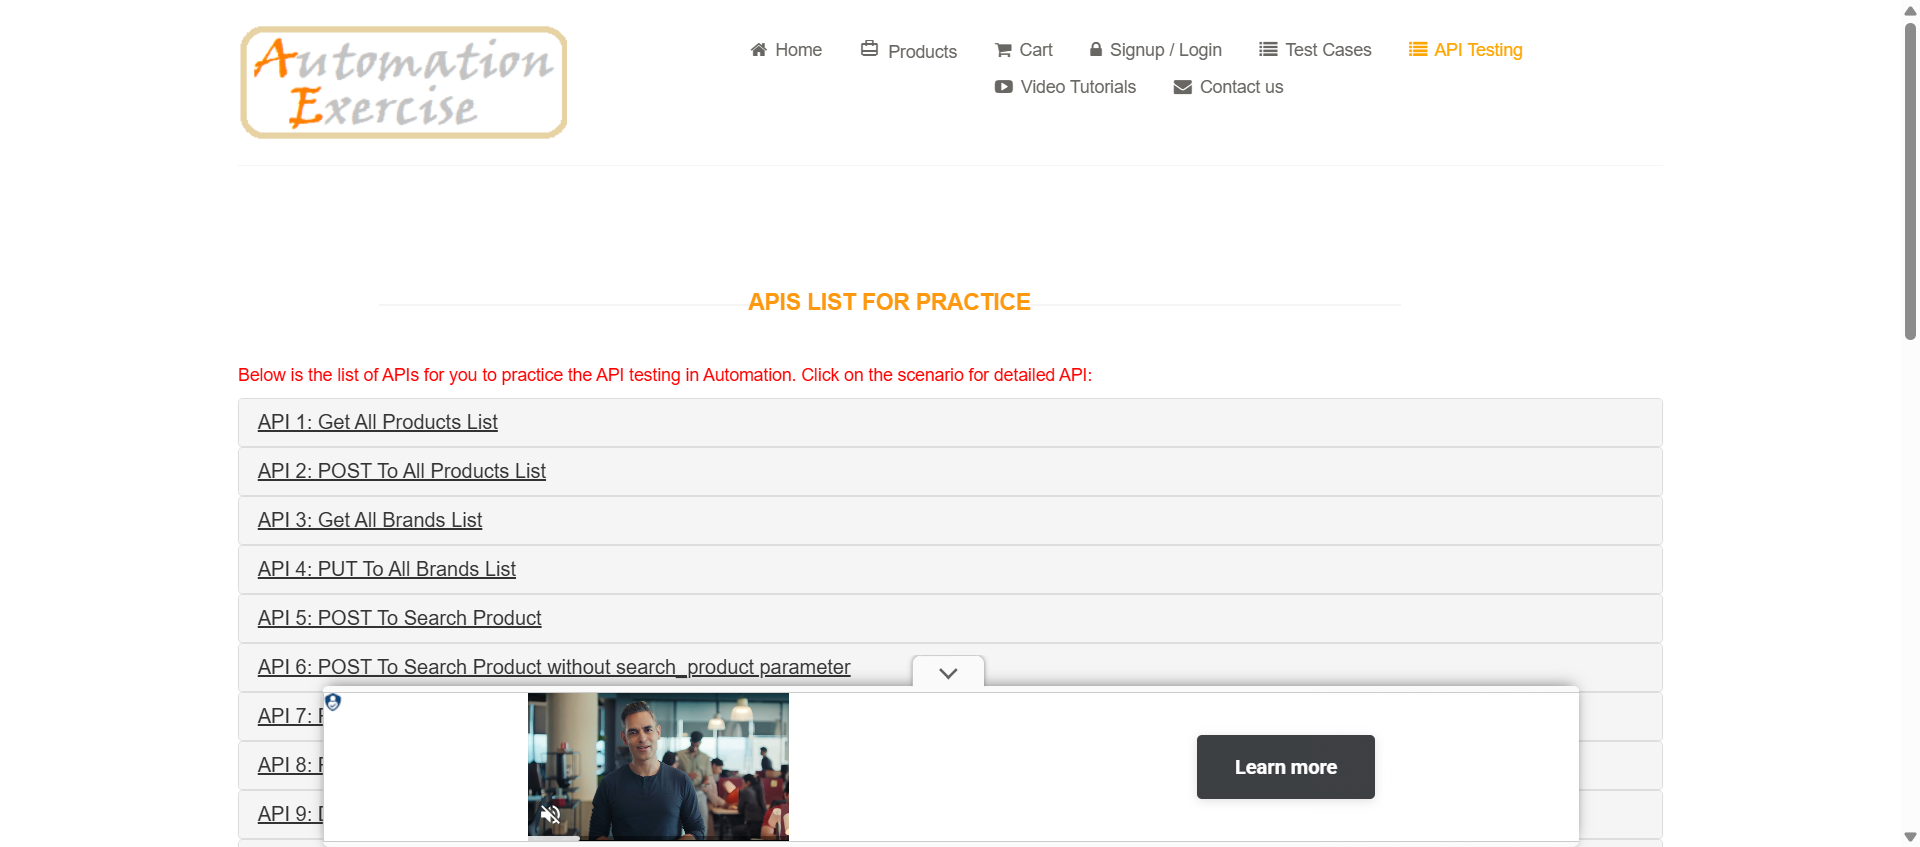 Automation
Exercise
Home
Products
Cart
Signup / Login
Test Cases
API Testing
Video Tutorials
Contact us
APIS LIST FOR PRACTICE
Below is the list of APIs for you to practice the API testing in Automation. Click on the scenario for detailed API:
API 1: Get All Products List
API 2: POST To All Products List
API 3: Get All Brands List
API 4: PUT To All Brands List
API 5: POST To Search Product
API 6: POST To Search Product without search_product parameter
API 7:
API 8:
API 9:
Learn more